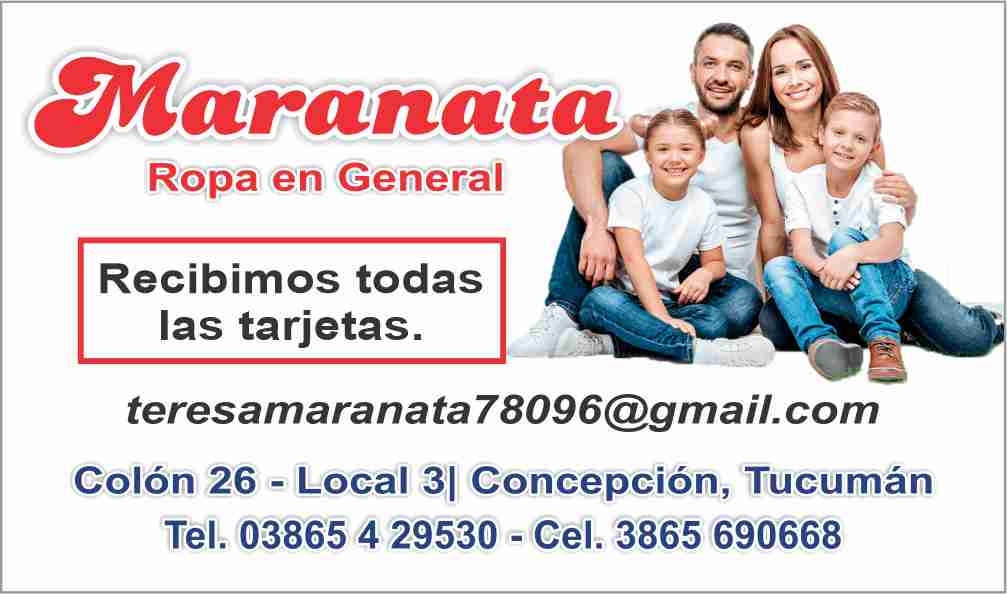 Maranata
Ropa en General
Recibimos todas
las tarjetas.
teresamaranata78096@gmail.com
Colón 26 - Local 3| Concepción, Tucumán
Tel. 03865 4 29530 - Cel. 3865 690668